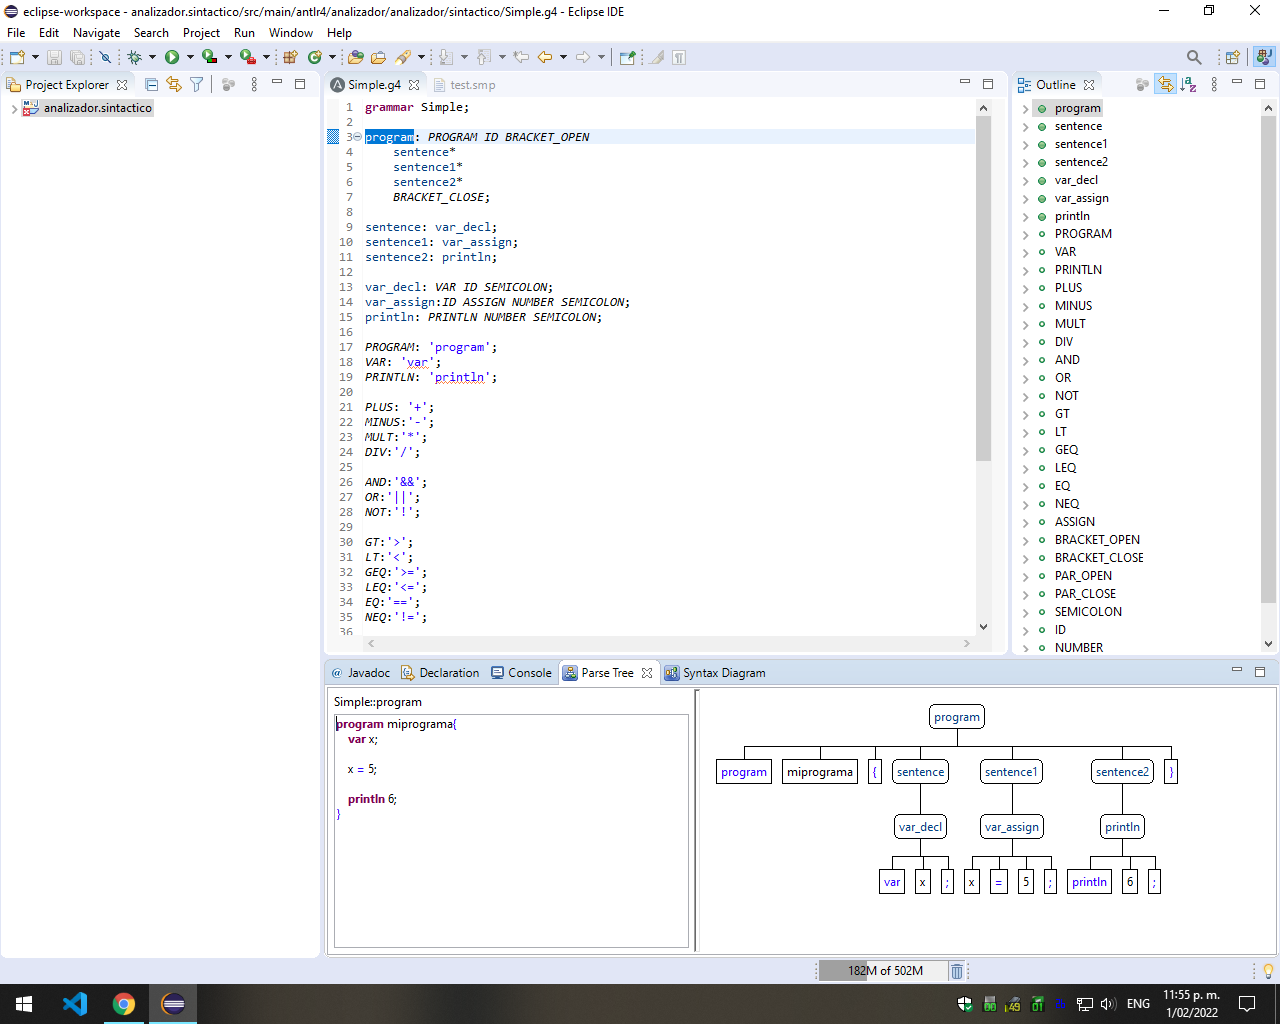 eclipse-workspace - analizador.sintactico/src/main/antlr4/analizador/analizador/sintactico/Simple.g4 - Eclipse IDE
File Edit Navigate Search Project Run Window Help
Project Explorer
analizador.sintactico
Simple.g4 test.smp
1 grammar Simple;
2
3 program: PROGRAM ID BRACKET_OPEN
4 sentence*
5 sentence1*
6 sentence2*
7 BRACKET_CLOSE;
8
9 sentence: var_decl;
10 sentence1: var_assign;
11 sentence2: println;
12
13 var_decl: VAR ID SEMICOLON;
14 var_assign:ID ASSIGN NUMBER SEMICOLON;
15 println: PRINTLN NUMBER SEMICOLON;
16
17 PROGRAM: 'program';
18 VAR: 'var';
19 PRINTLN: 'println';
20
21 PLUS: '+';
22 MINUS:'-';
23 MULT:'*';
24 DIV:'/';
25
26 AND:'&&';
27 OR:'||';
28 NOT:'!';
29
30 GT:'>';
31 LT:'<';
32 GEQ:'>=';
33 LEQ:'<=';
34 EQ:'==';
35 NEQ:'!=';
36
Outline
program
sentence
sentence1
sentence2
var_decl
var_assign
println
PROGRAM
VAR
PRINTLN
PLUS
MINUS
MULT
DIV
AND
OR
NOT
GT
LT
GEQ
LEQ
EQ
NEQ
ASSIGN
BRACKET_OPEN
BRACKET_CLOSE
PAR_OPEN
PAR_CLOSE
SEMICOLON
ID
NUMBER
@ Javadoc Declaration Console Parse Tree Syntax Diagram
Simple::program
program miprograma{
var x;
x = 5;
println 6;
}
program
program miprograma { sentence sentence1 sentence2 }
var_decl var_assign println
var x ; x = 5 ; println 6 ;
182M of 502M
ENG
11:55 p. m.
1/02/2022